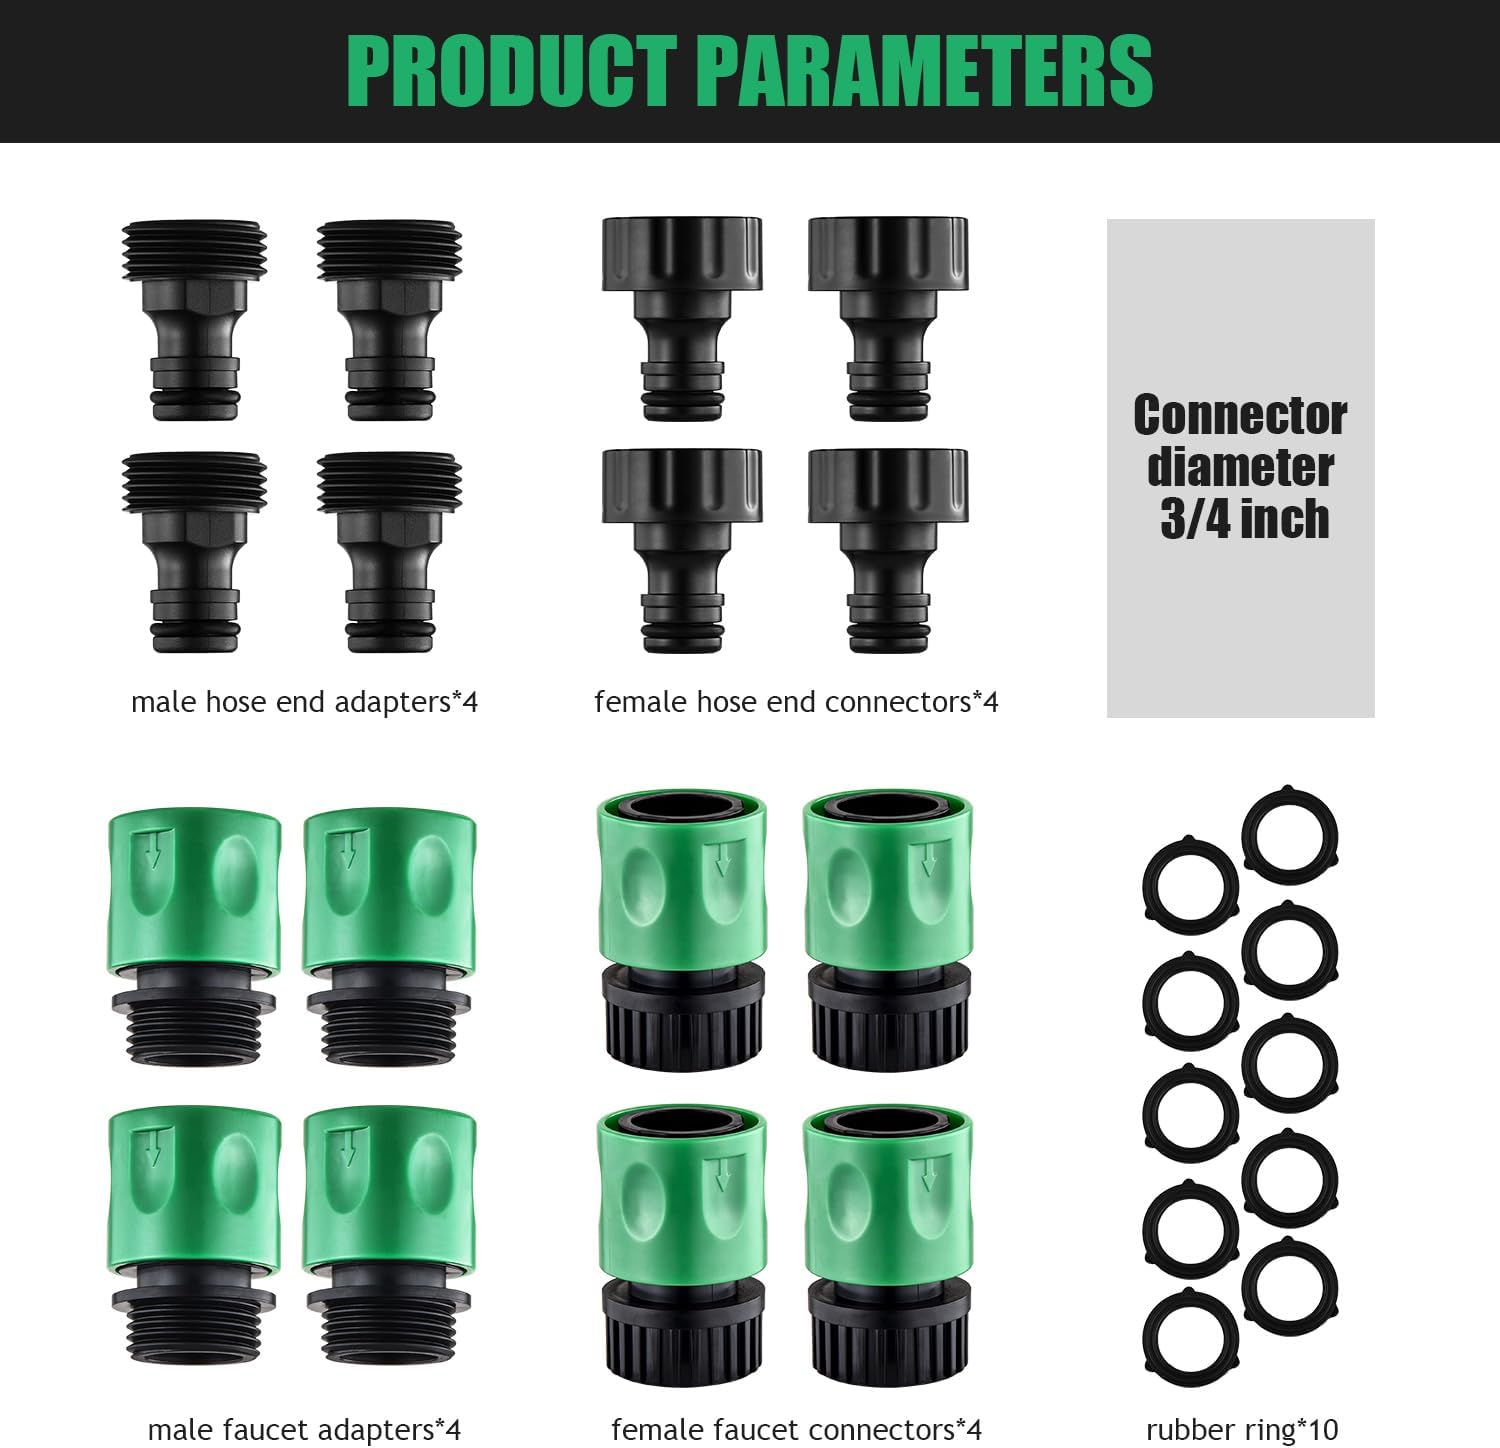 PRODUCT PARAMETERS
Connector
diameter
3/4 inch
male hose end adapters*4
female hose end connectors*4
male faucet adapters*4
female faucet connectors*4
rubber ring*10